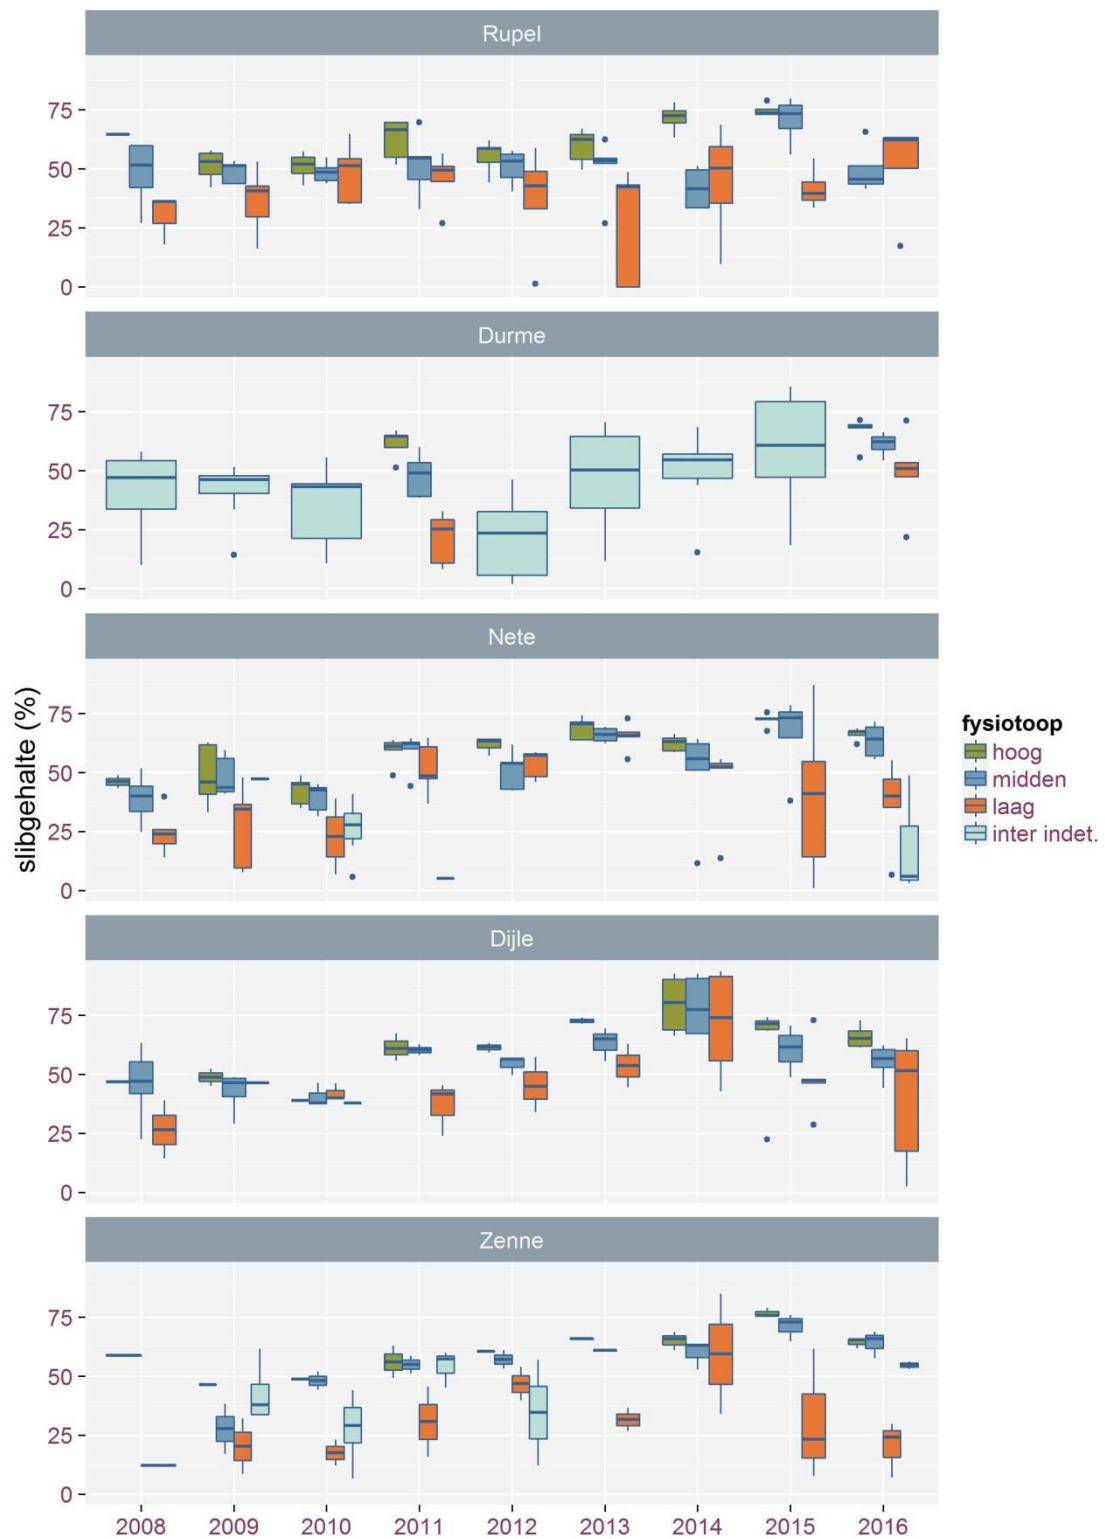 Rupel
75
50
25
0
Durme
75
50
25
0
Nete
75
50
25
0
Dijle
75
50
25
0
Zenne
75
50
25
0
2008 2009 2010 2011 2012 2013 2014 2015 2016
slibgehalte (%)
fysiotoop
hoog
midden
laag
inter indet.